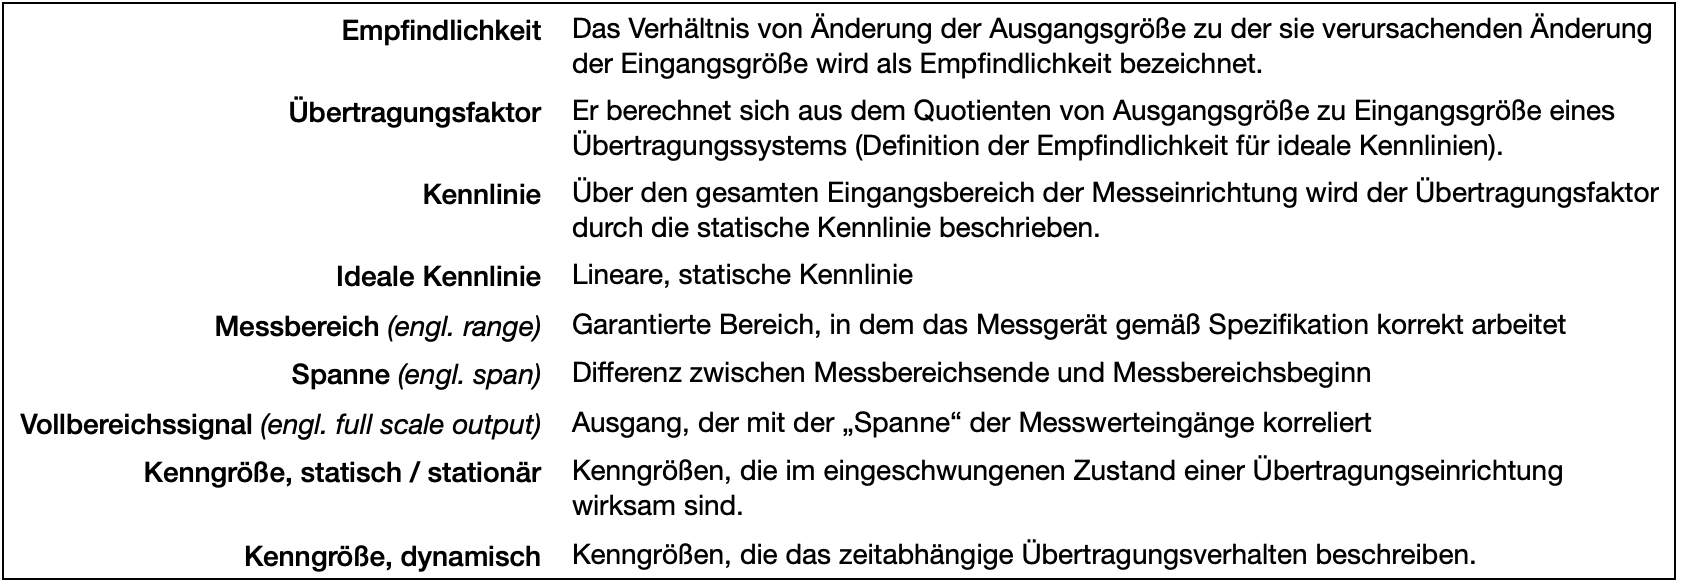 Empfindlichkeit Das Verhältnis von Änderung der Ausgangsgröße zu der sie verursachenden Änderung
der Eingangsgröße wird als Empfindlichkeit bezeichnet.
Übertragungsfaktor Er berechnet sich aus dem Quotienten von Ausgangsgröße zu Eingangsgröße eines
Übertragungssystems (Definition der Empfindlichkeit für ideale Kennlinien).
Kennlinie Über den gesamten Eingangsbereich der Messeinrichtung wird der Übertragungsfaktor
durch die statische Kennlinie beschrieben.
Ideale Kennlinie Lineare, statische Kennlinie
Messbereich (engl. range) Garantierte Bereich, in dem das Messgerät gemäß Spezifikation korrekt arbeitet
Spanne (engl. span) Differenz zwischen Messbereichsende und Messbereichsbeginn
Vollbereichssignal (engl. full scale output) Ausgang, der mit der „Spanne“ der Messwerteingänge korreliert
Kenngröße, statisch / stationär Kenngrößen, die im eingeschwungenen Zustand einer Übertragungseinrichtung
wirksam sind.
Kenngröße, dynamisch Kenngrößen, die das zeitabhängige Übertragungsverhalten beschreiben.